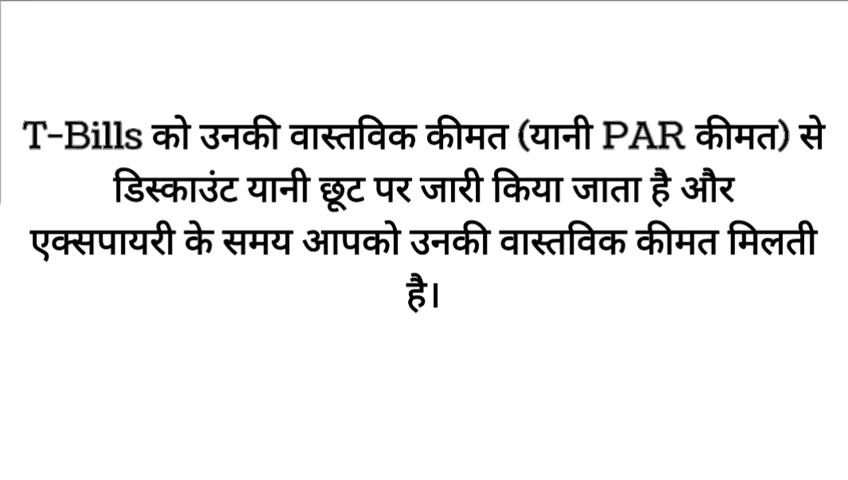 T-Bills को उनकी वास्तविक कीमत (यानी PAR कीमत) से
डिस्काउंट यानी छूट पर जारी किया जाता है और
एक्सपायरी के समय आपको उनकी वास्तविक कीमत मिलती
है।